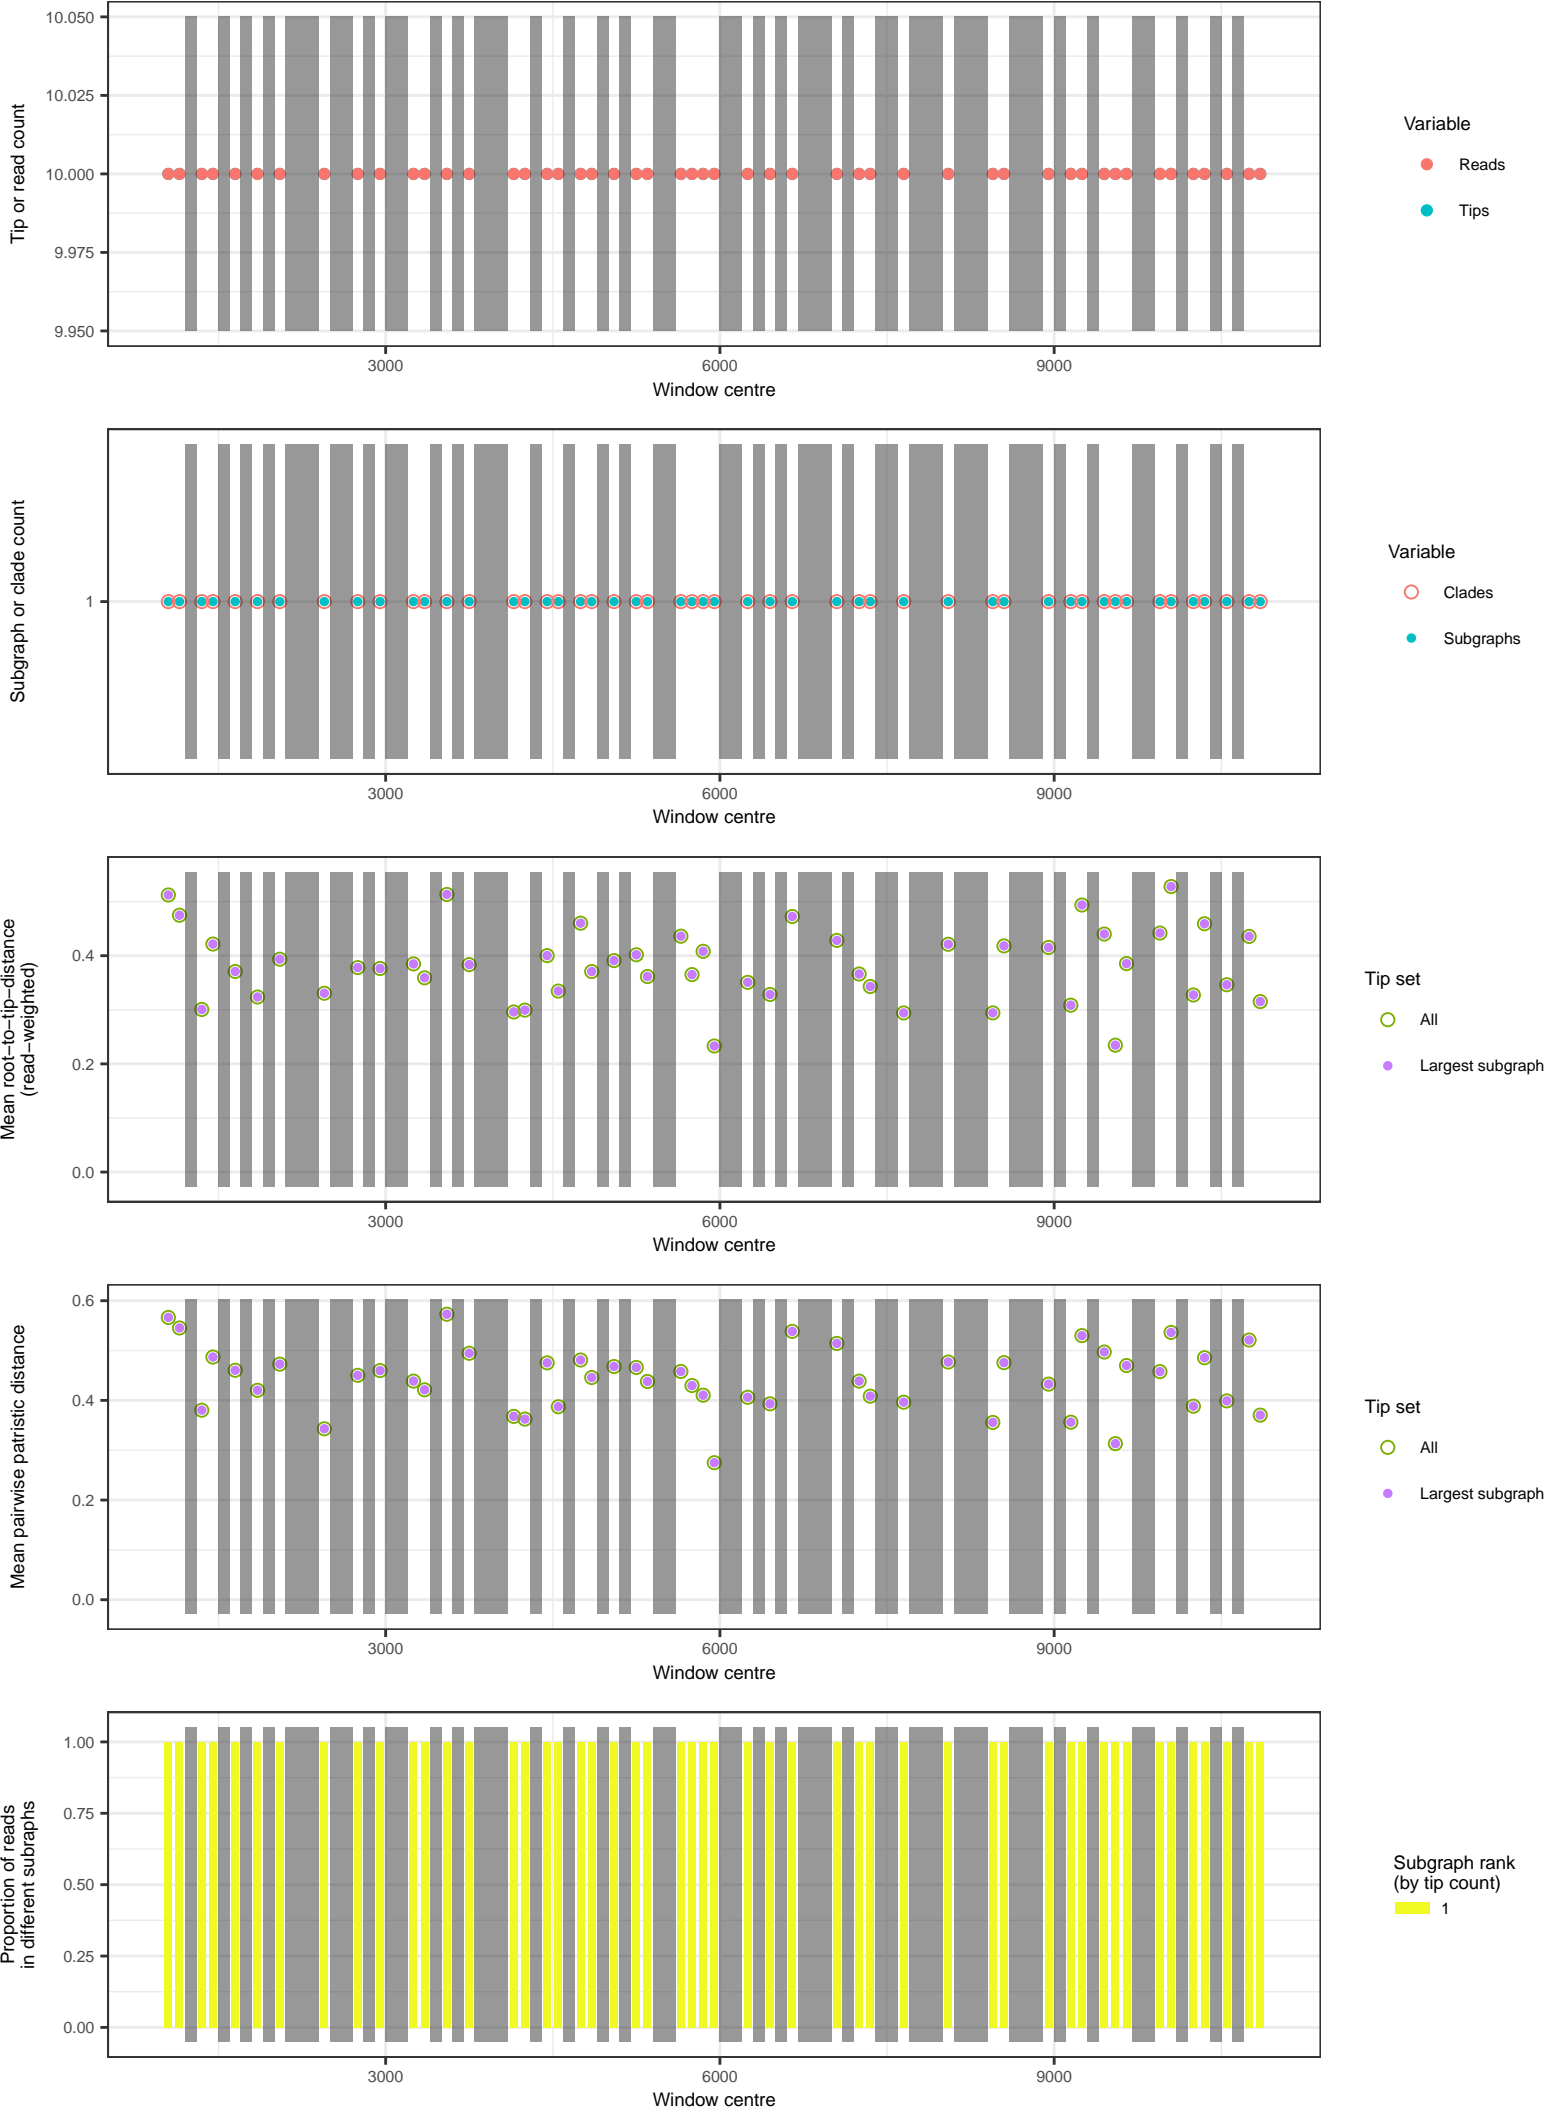 10.050
10.025
10.000
9.975
9.950
Tip or read count
3000
6000
9000
Window centre
Variable
Reads
Tips
1
Subgraph or clade count
3000
6000
9000
Window centre
Variable
Clades
Subgraphs
0.4
0.2
0.0
Mean root−to−tip−distance
(read−weighted)
3000
6000
9000
Window centre
Tip set
All
Largest subgraph
0.6
0.4
0.2
0.0
Mean pairwise patristic distance
3000
6000
9000
Window centre
Tip set
All
Largest subgraph
1.00
0.75
0.50
0.25
0.00
Proportion of reads
in different subraphs
3000
6000
9000
Window centre
Subgraph rank
(by tip count)
1